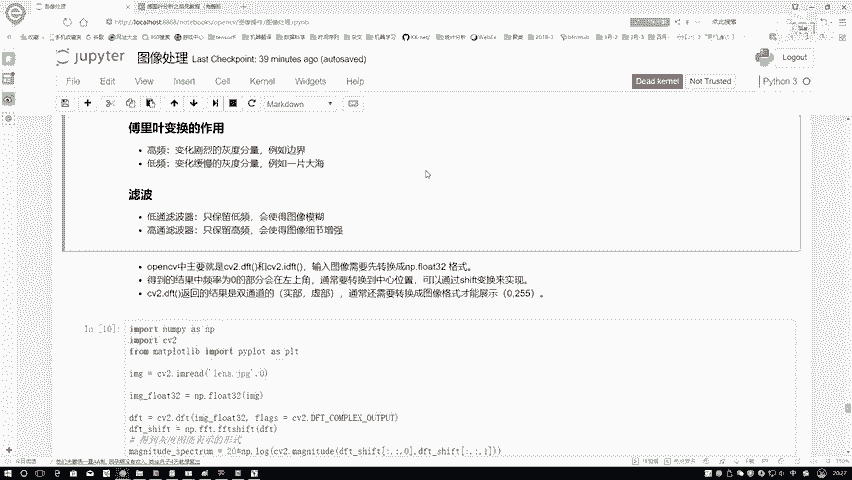 http://localhost:8888/notebooks/opencv/图像操作/图像处理.ipynb
jupyter 图像处理 Last Checkpoint: 39 minutes ago (autosaved)
Logout
File Edit View Insert Cell Kernel Widgets Help
Dead kernel Not Trusted Python 3
Markdown
傅里叶变换的作用
高频：变化剧烈的灰度分量，例如边界
低频：变化缓慢的灰度分量，例如一片大海
滤波
低通滤波器：只保留低频，会使得图像模糊
高通滤波器：只保留高频，会使得图像细节增强
opencv中主要就是cv2.dft()和cv2.idft()，输入图像需要先转换成np.float32 格式。
得到的结果中频率为0的部分会在左上角，通常要转换到中心位置，可以通过shift变换来实现。
cv2.dft()返回的结果是双通道的（实部，虚部），通常还需要转换成图像格式才能展示（0,255）。
In [10]:
import numpy as np
import cv2
from matplotlib import pyplot as plt
img = cv2.imread('lena.jpg',0)
img_float32 = np.float32(img)
dft = cv2.dft(img_float32, flags = cv2.DFT_COMPLEX_OUTPUT)
dft_shift = np.fft.fftshift(dft)
# 得到灰度图能表示的形式
magnitude_spectrum = 20*np.log(cv2.magnitude(dft_shift[:,:,0],dft_shift[:,:,1]))
20:27